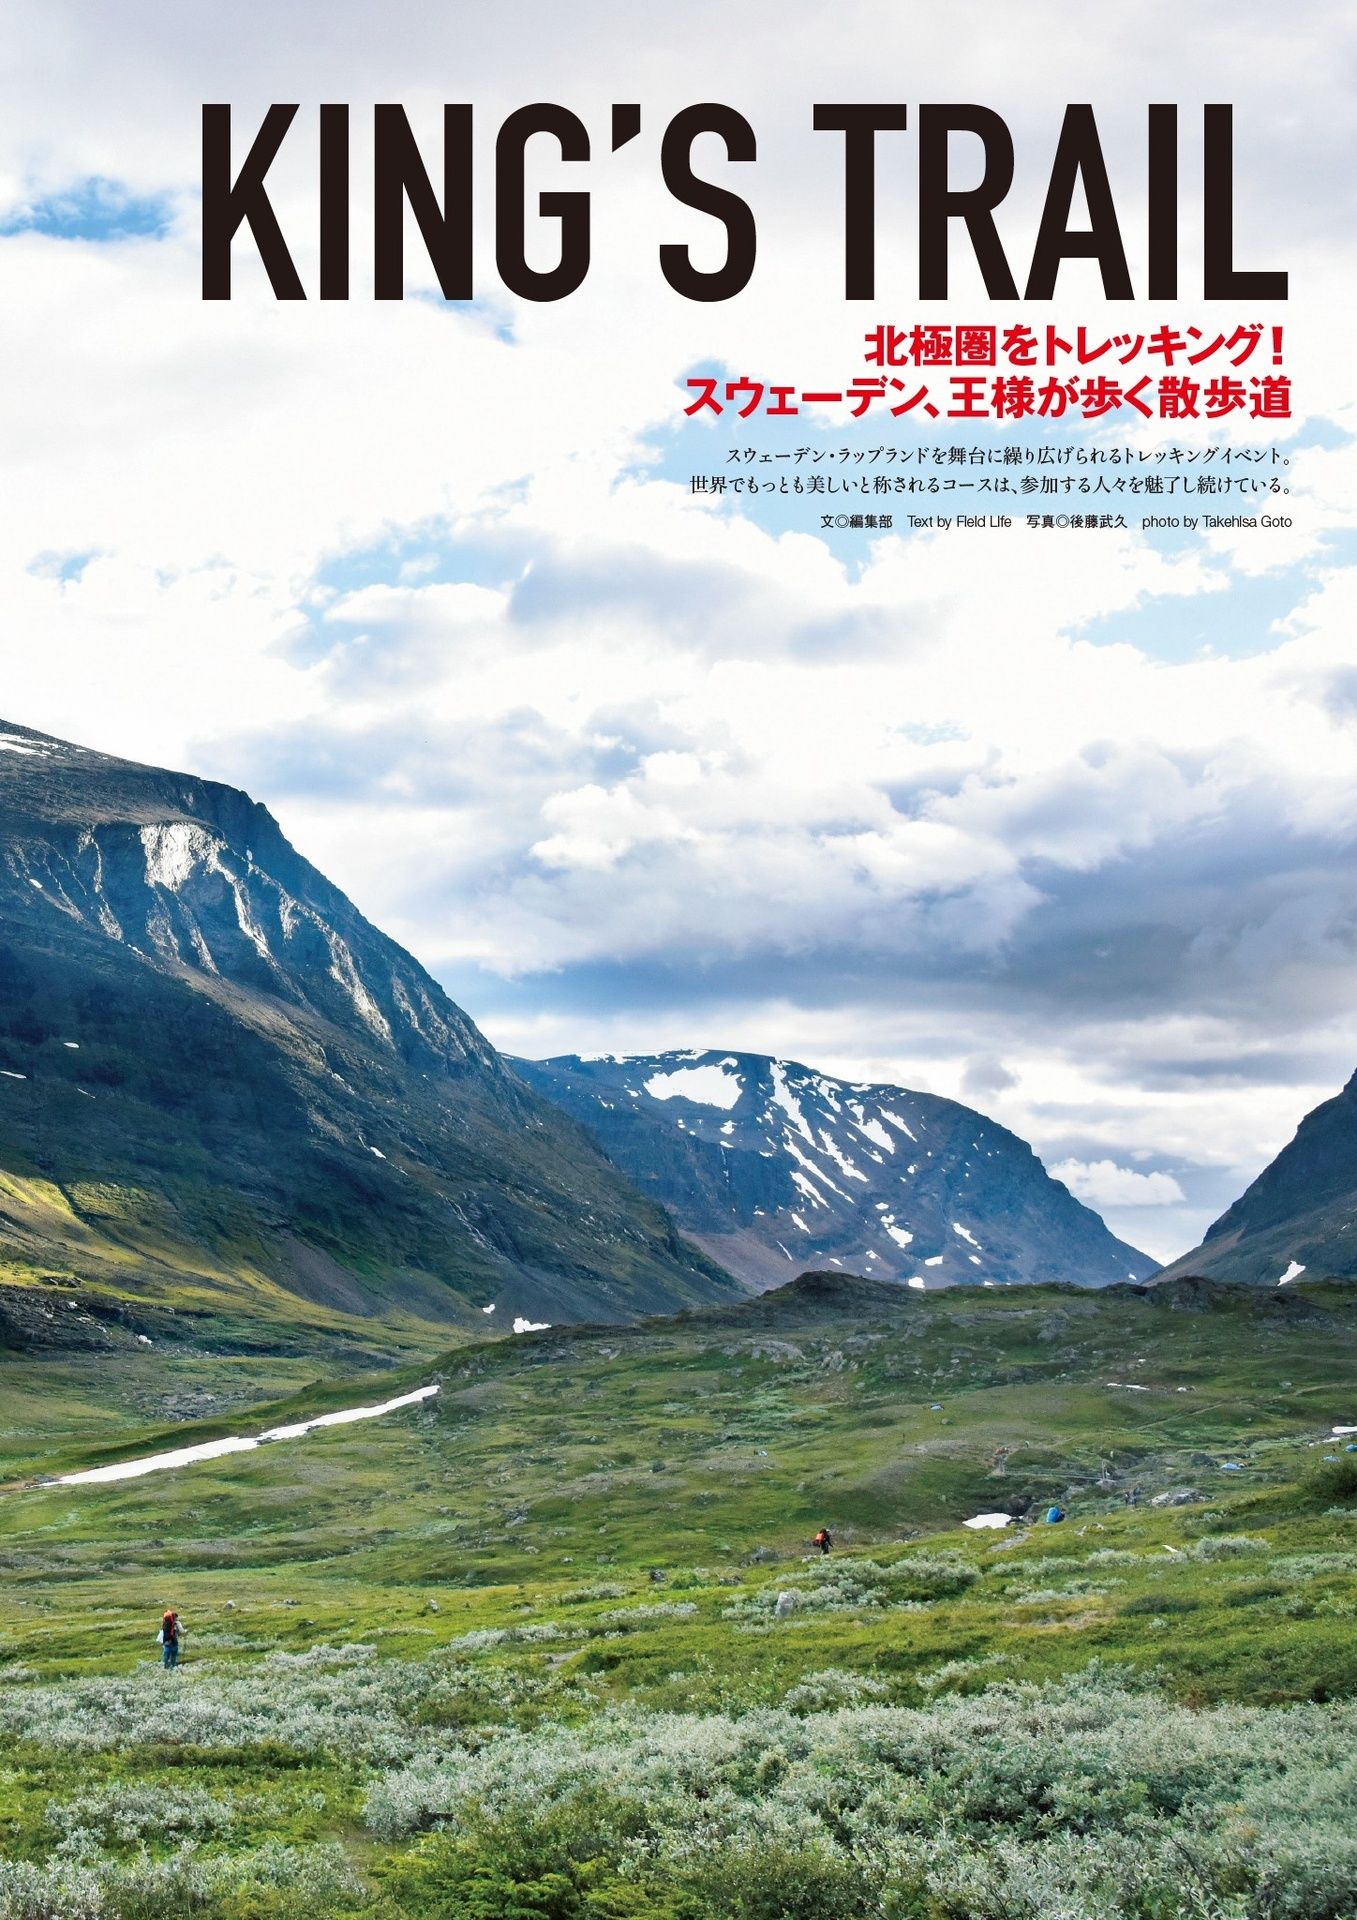 KING'S TRAIL
北極圏をトレッキング!
スウェーデン、王様が歩く散歩道
スウェーデン・ラップランドを舞台に繰り広げられるトレッキングイベント。
世界でもっとも美しいと称されるコースは、参加する人々を魅了し続けている。
文◎編集部 Text by Field Life 写真◎後藤武久 photo by Takehisa Goto